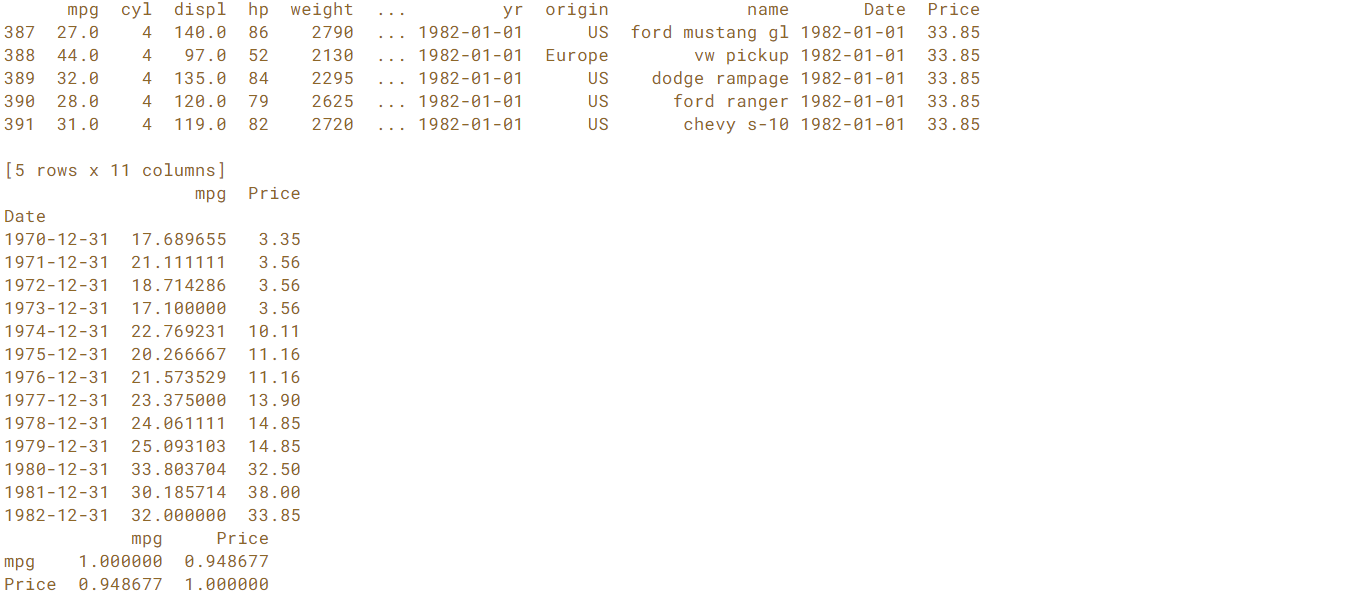 mpg  cyl  displ  hp  weight  ...         yr  origin             name       Date  Price
387  27.0    4  140.0  86    2790  ... 1982-01-01      US  ford mustang gl 1982-01-01  33.85
388  44.0    4   97.0  52    2130  ... 1982-01-01  Europe        vw pickup 1982-01-01  33.85
389  32.0    4  135.0  84    2295  ... 1982-01-01      US    dodge rampage 1982-01-01  33.85
390  28.0    4  120.0  79    2625  ... 1982-01-01      US      ford ranger 1982-01-01  33.85
391  31.0    4  119.0  82    2720  ... 1982-01-01      US       chevy s-10 1982-01-01  33.85

[5 rows x 11 columns]
                  mpg  Price
Date
1970-12-31  17.689655   3.35
1971-12-31  21.111111   3.56
1972-12-31  18.714286   3.56
1973-12-31  17.100000   3.56
1974-12-31  22.769231  10.11
1975-12-31  20.266667  11.16
1976-12-31  21.573529  11.16
1977-12-31  23.375000  13.90
1978-12-31  24.061111  14.85
1979-12-31  25.093103  14.85
1980-12-31  33.803704  32.50
1981-12-31  30.185714  38.00
1982-12-31  32.000000  33.85
            mpg     Price
mpg    1.000000  0.948677
Price  0.948677  1.000000